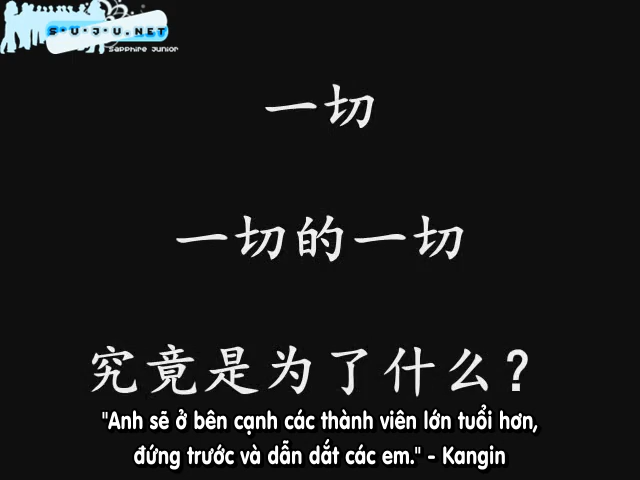 S·U·J·U.NET
SAPPHIRE JUNIOR
一切
一切的一切
究竟是为了什么？
"Anh sẽ ở bên cạnh các thành viên lớn tuổi hơn,
đứng trước và dẫn dắt các em." - Kangin